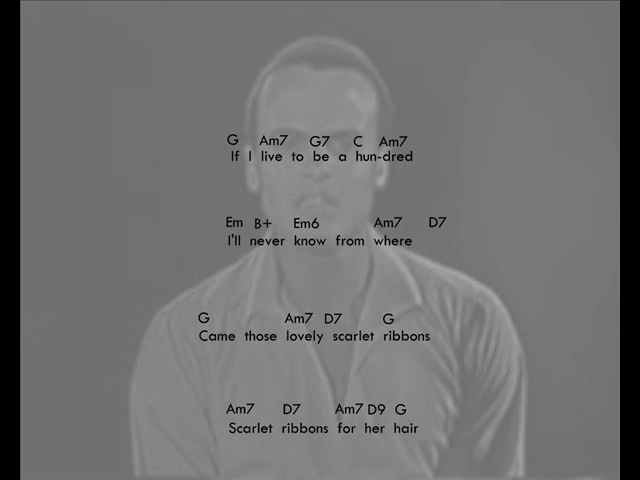 G Am7 G7 C Am7
If I live to be a hun-dred
Em B+ Em6 Am7 D7
I'll never know from where
G Am7 D7 G
Came those lovely scarlet ribbons
Am7 D7 Am7 D9 G
Scarlet ribbons for her hair